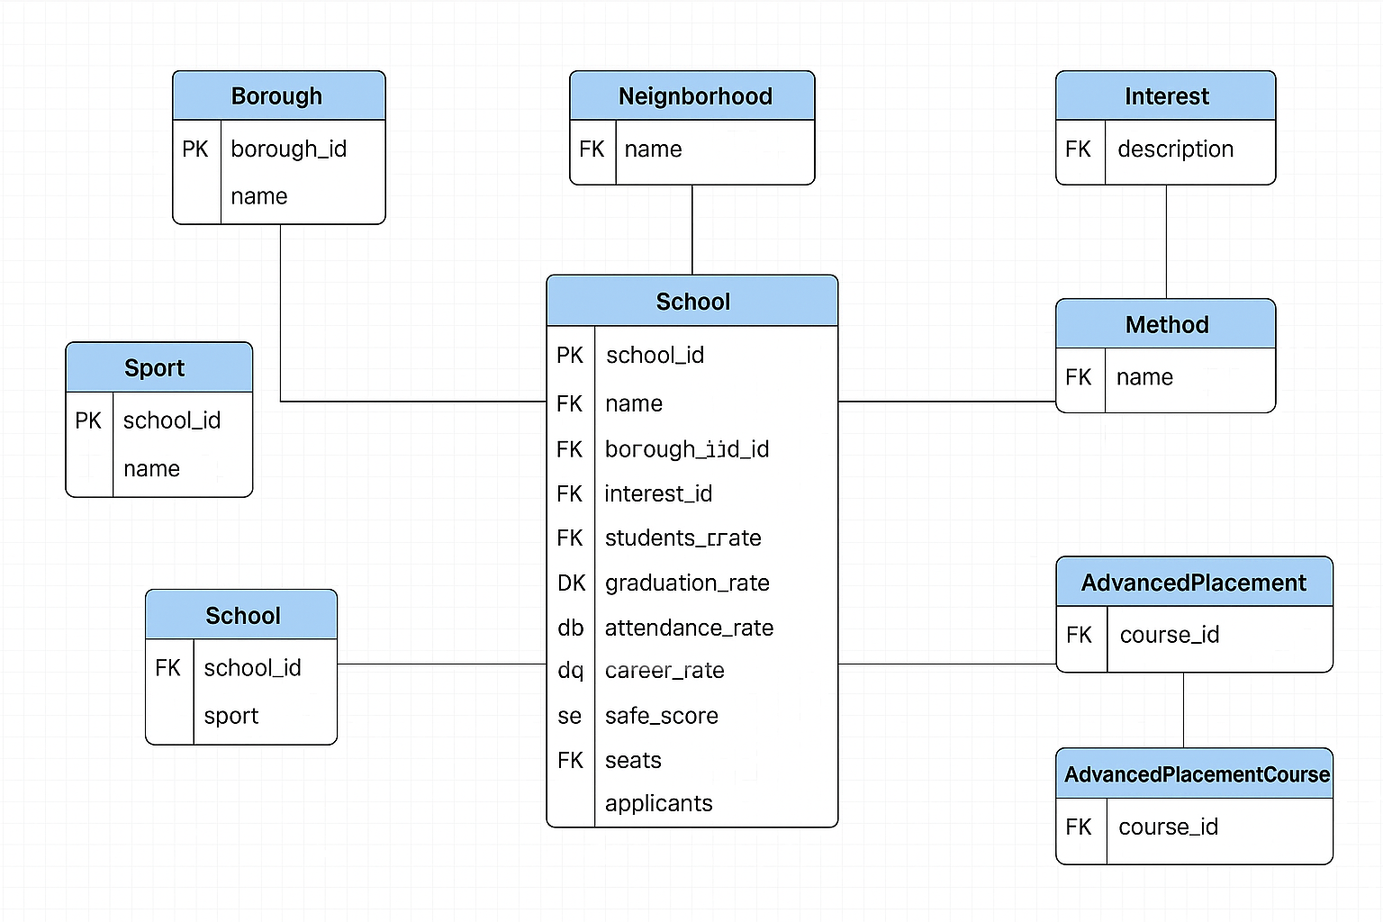 Borough
PK borough_id
name
Neignborhood
FK name
Interest
FK description
School
PK school_id
FK name
FK
FK interest_id
FK
DK graduation_rate
db attendance_rate
dq career_rate
se safe_score
FK seats
applicants
Method
FK name
Sport
PK school_id
name
School
FK school_id
sport
AdvancedPlacement
FK course_id
AdvancedPlacementCourse
FK course_id